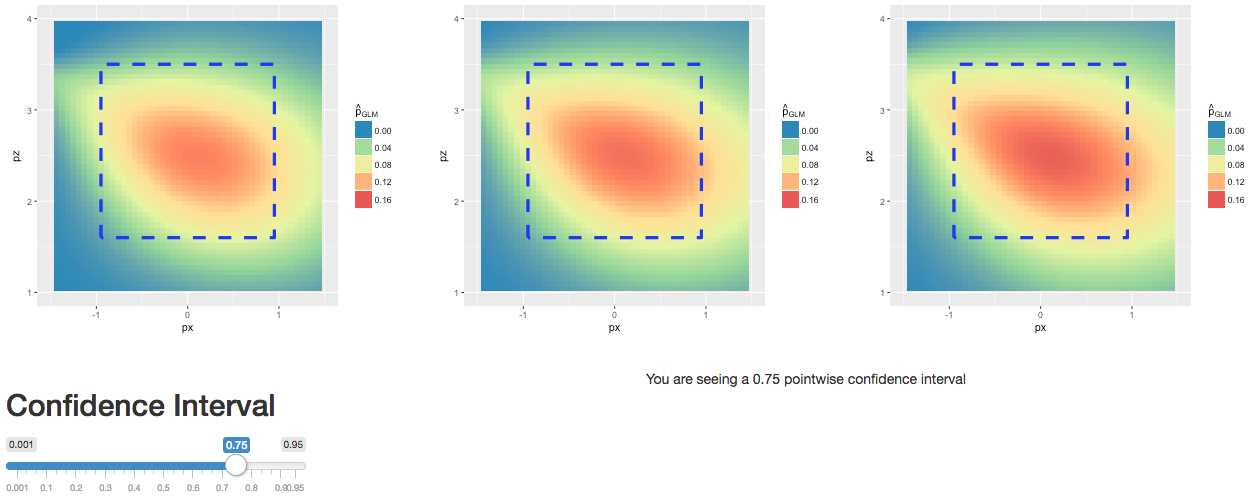 4
3
2
1
pz
-1 0 1
px
p̂GLM
0.00
0.04
0.08
0.12
0.16
4
3
2
1
pz
-1 0 1
px
p̂GLM
0.00
0.04
0.08
0.12
0.16
4
3
2
1
pz
-1 0 1
px
p̂GLM
0.00
0.04
0.08
0.12
0.16
You are seeing a 0.75 pointwise confidence interval
Confidence Interval
0.001 0.75 0.95
0.001 0.1 0.2 0.3 0.4 0.5 0.6 0.7 0.8 0.90.95